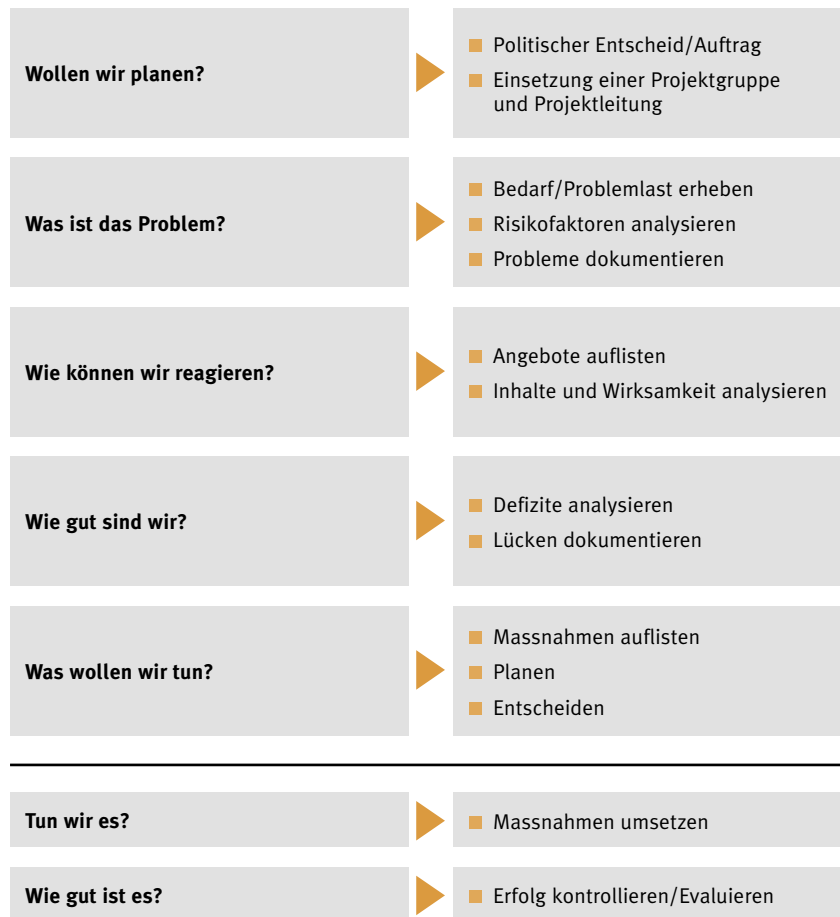 Wollen wir planen?
Politischer Entscheid/Auftrag
Einsetzung einer Projektgruppe
und Projektleitung
Was ist das Problem?
Bedarf/Problemlast erheben
Risikofaktoren analysieren
Probleme dokumentieren
Wie können wir reagieren?
Angebote auflisten
Inhalte und Wirksamkeit analysieren
Wie gut sind wir?
Defizite analysieren
Lücken dokumentieren
Was wollen wir tun?
Massnahmen auflisten
Planen
Entscheiden
Tun wir es?
Massnahmen umsetzen
Wie gut ist es?
Erfolg kontrollieren/Evaluieren